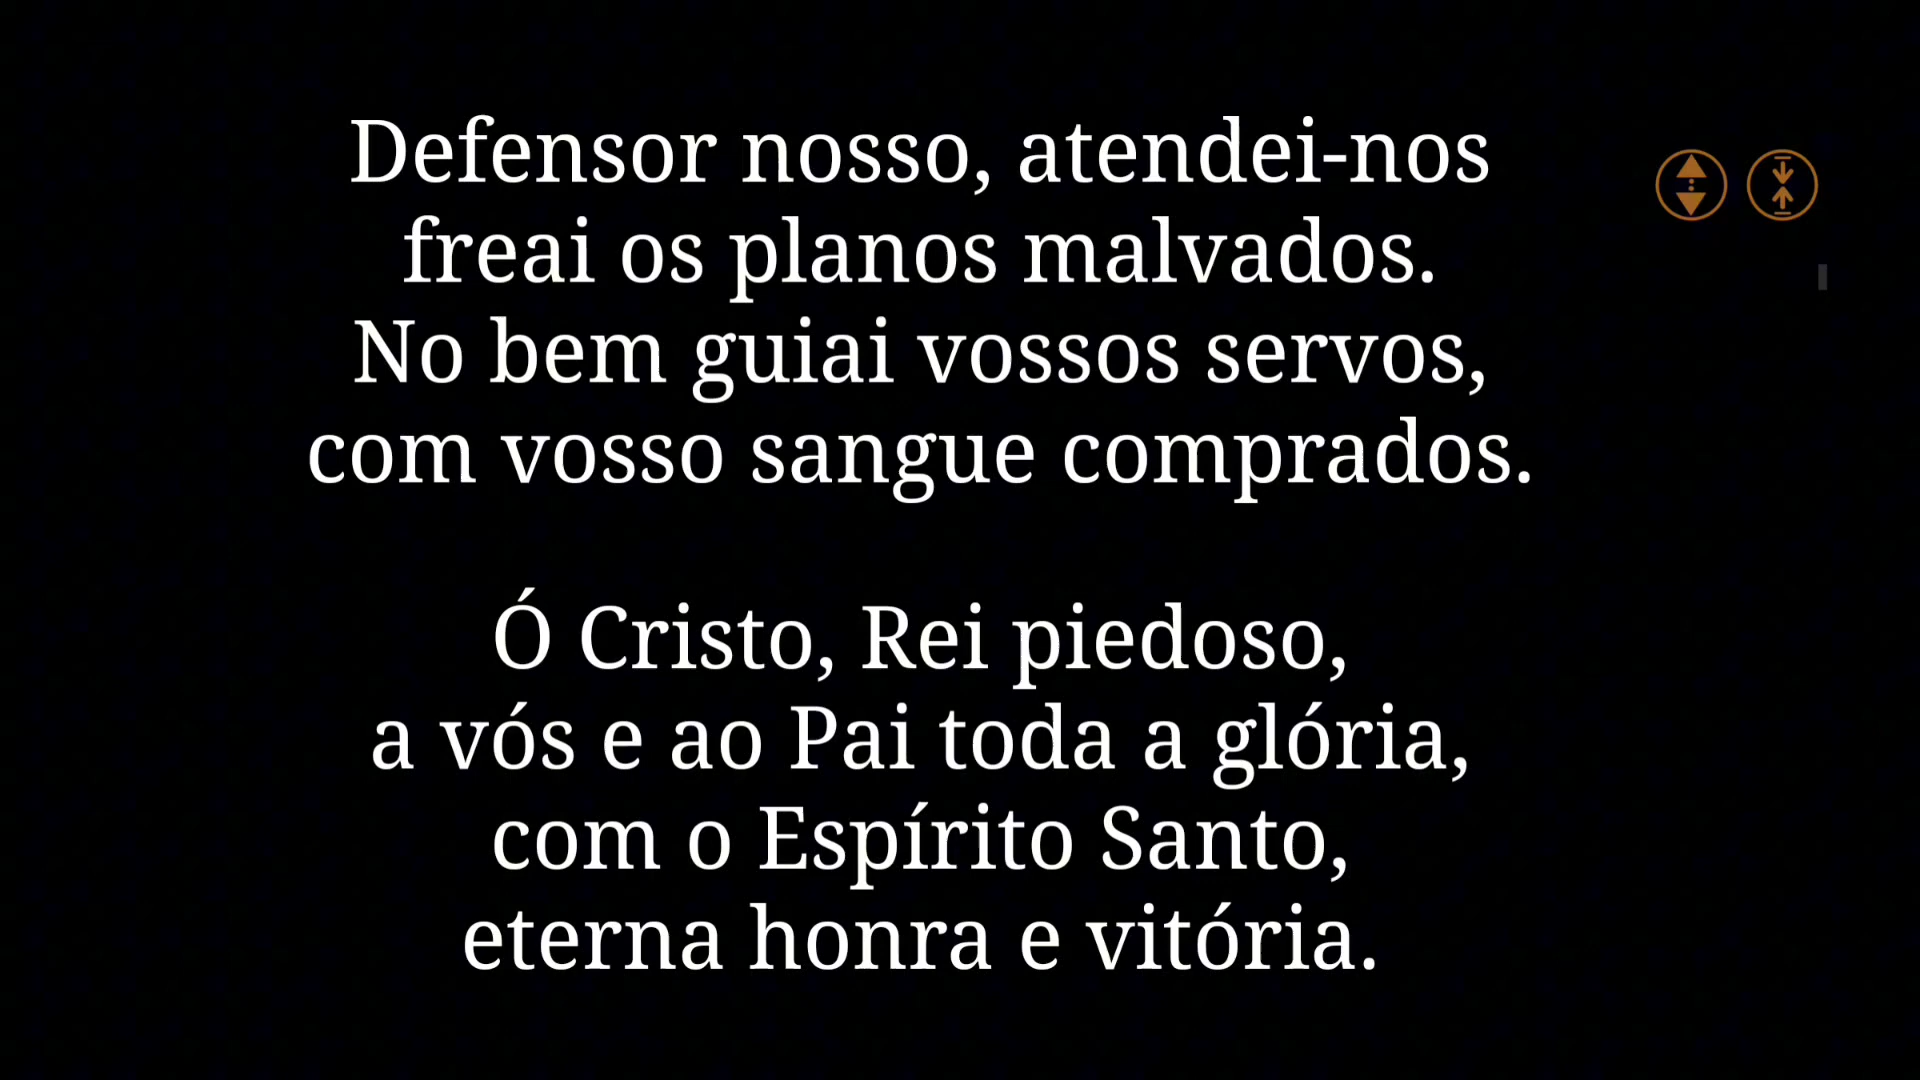 Defensor nosso, atendei-nos
freai os planos malvados.
No bem guiai vossos servos,
com vosso sangue comprados.
Ó Cristo, Rei piedoso,
a vós e ao Pai toda a glória,
com o Espírito Santo,
eterna honra e vitória.